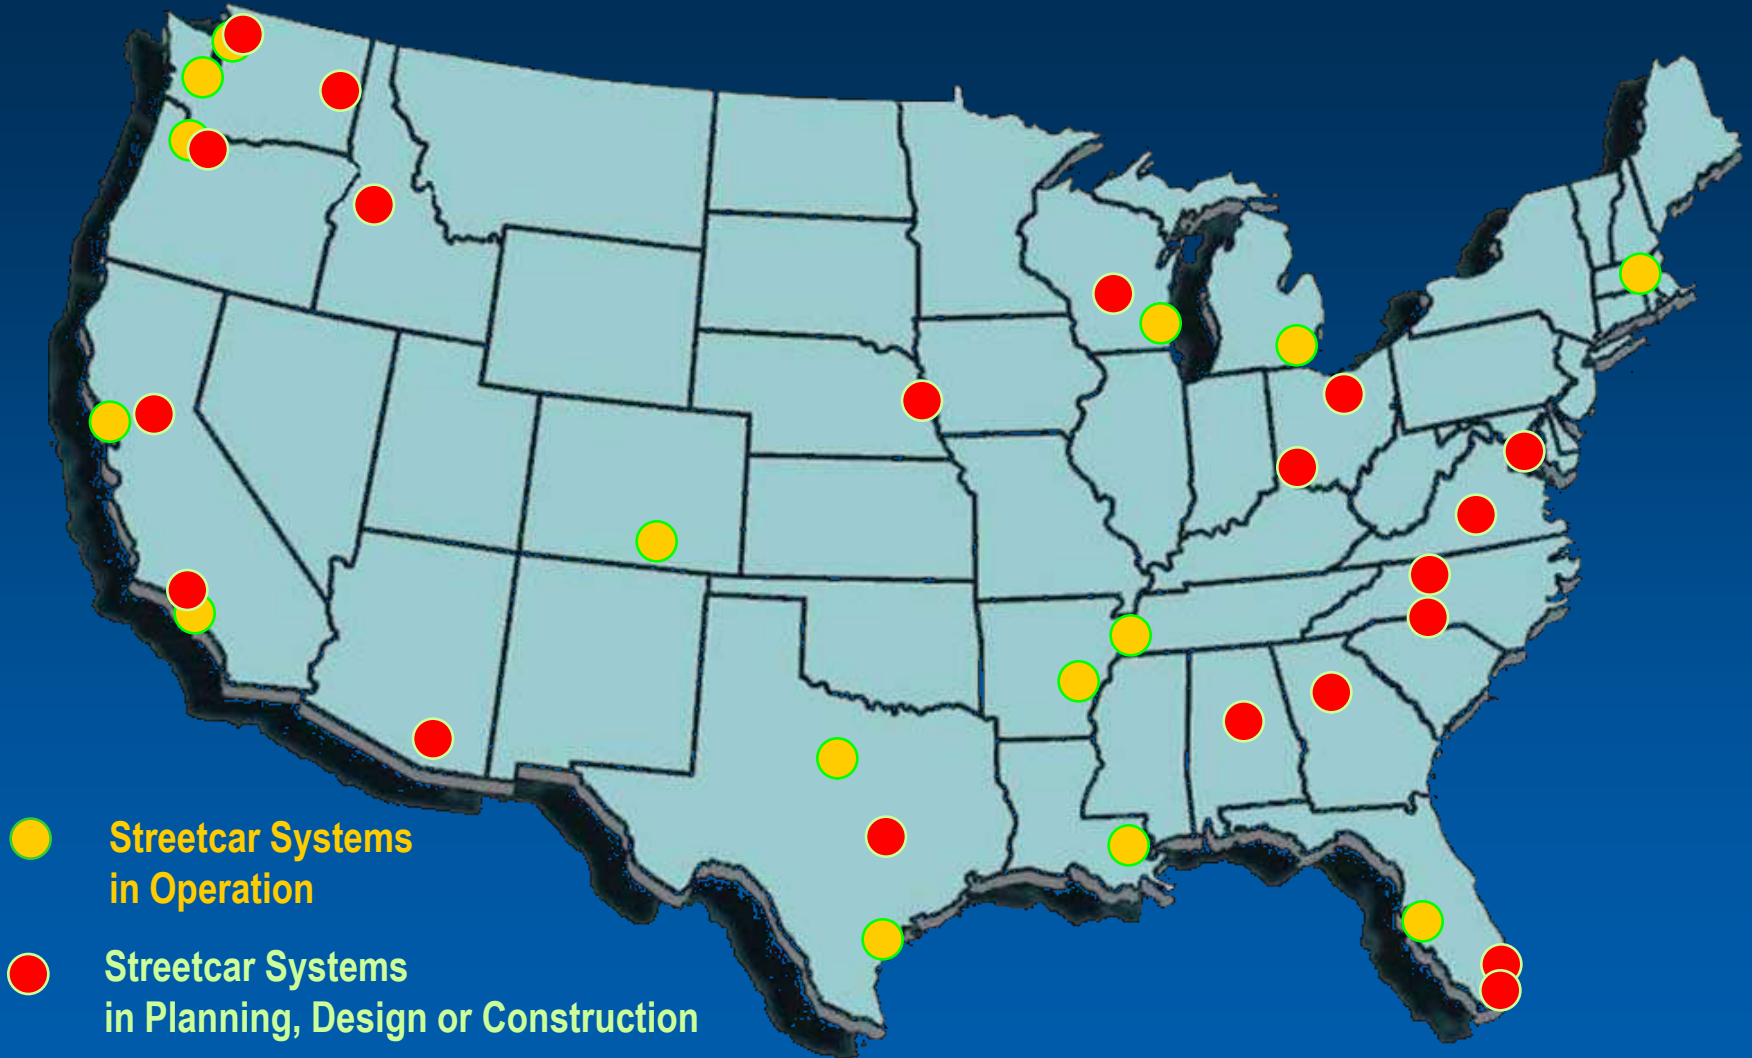 Streetcar Systems
in Operation
Streetcar Systems
in Planning, Design or Construction